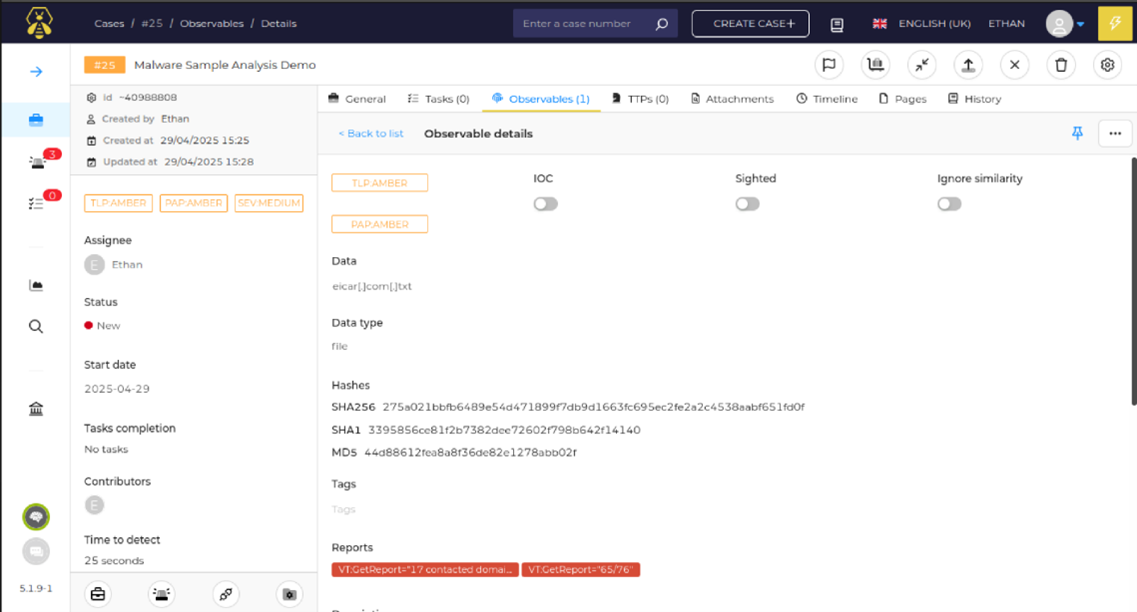 Cases / #25 / Observables / Details
Enter a case number
CREATE CASE+
ENGLISH (UK)
ETHAN
#25 Malware Sample Analysis Demo
Id ~40988808
Created by Ethan
Created at 29/04/2025 15:25
Updated at 29/04/2025 15:28
TLP:AMBER PAP:AMBER SEV:MEDIUM
Assignee
E Ethan
Status
New
Start date
2025-04-29
Tasks completion
No tasks
Contributors
E
Time to detect
25 seconds
3
0
5.1.9-1
General Tasks (0) Observables (1) TTPs (0) Attachments Timeline Pages History
< Back to list Observable details
TLP:AMBER
PAP:AMBER
IOC
Sighted
Ignore similarity
Data
eicar[.]com[.]txt
Data type
file
Hashes
SHA256 275a021bbfb6489e54d471899f7db9d1663fc695ec2fe2a2c4538aabf651fd0f
SHA1 3395856ce81f2b7382dee72602f798b642f14140
MD5 44d88612fea8a8f36de82e1278abb02f
Tags
Tags
Reports
VT:GetReport="17 contacted domai... VT:GetReport="65/76"